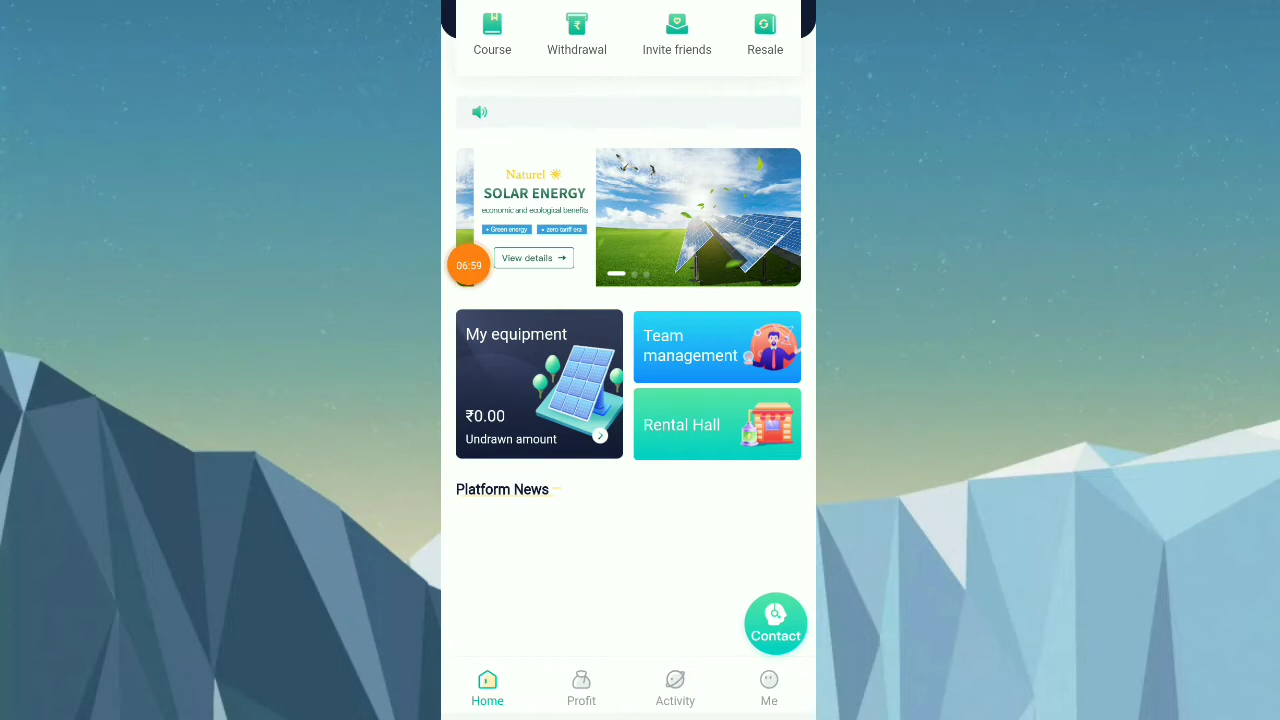 Course
Withdrawal
Invite friends
Resale
Naturel
SOLAR ENERGY
economic and ecological benefits
+ Green energy
+ zero tariff era
View details →
06:59
My equipment
₹0.00
Undrawn amount
Team
management
Rental Hall
Platform News
Contact
Home
Profit
Activity
Me